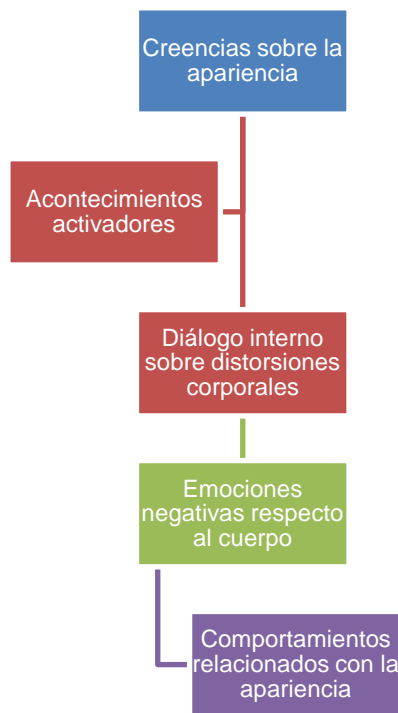 Creencias sobre la
apariencia
Acontecimientos
activadores
Diálogo interno
sobre distorsiones
corporales
Emociones
negativas respecto
al cuerpo
Comportamientos
relacionados con la
apariencia